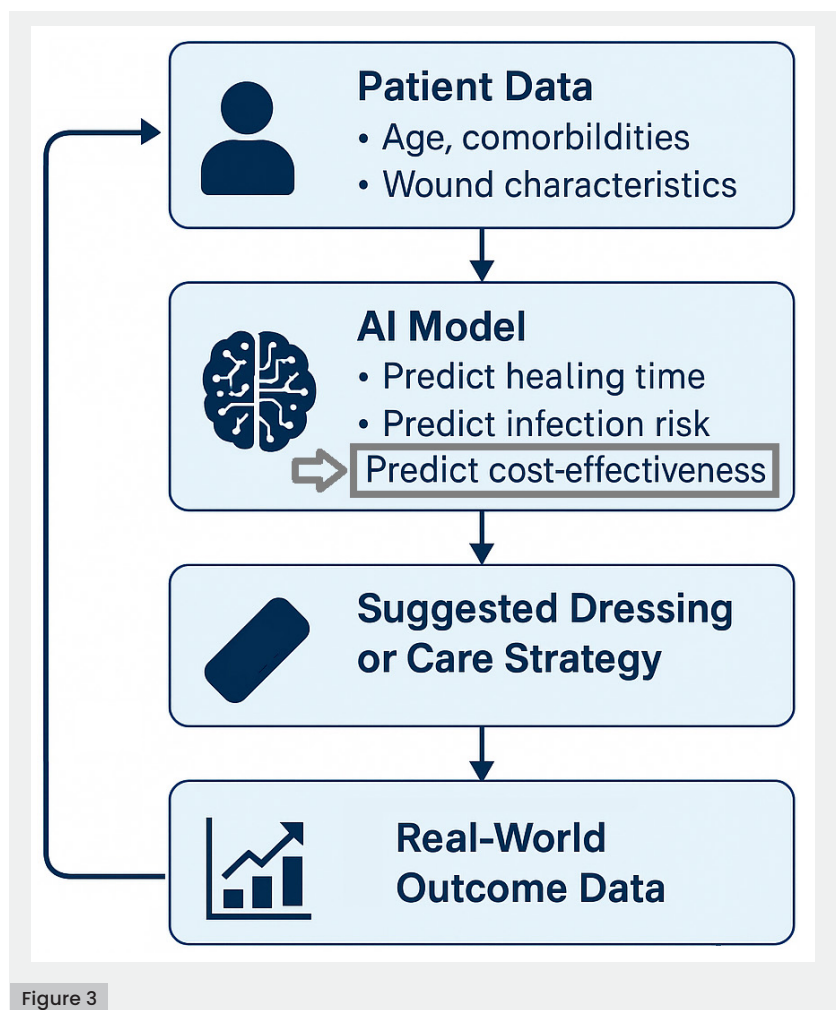 Patient Data
• Age, comorbildities
• Wound characteristics
AI Model
• Predict healing time
• Predict infection risk
Predict cost-effectiveness
Suggested Dressing
or Care Strategy
Real-World
Outcome Data
Figure 3